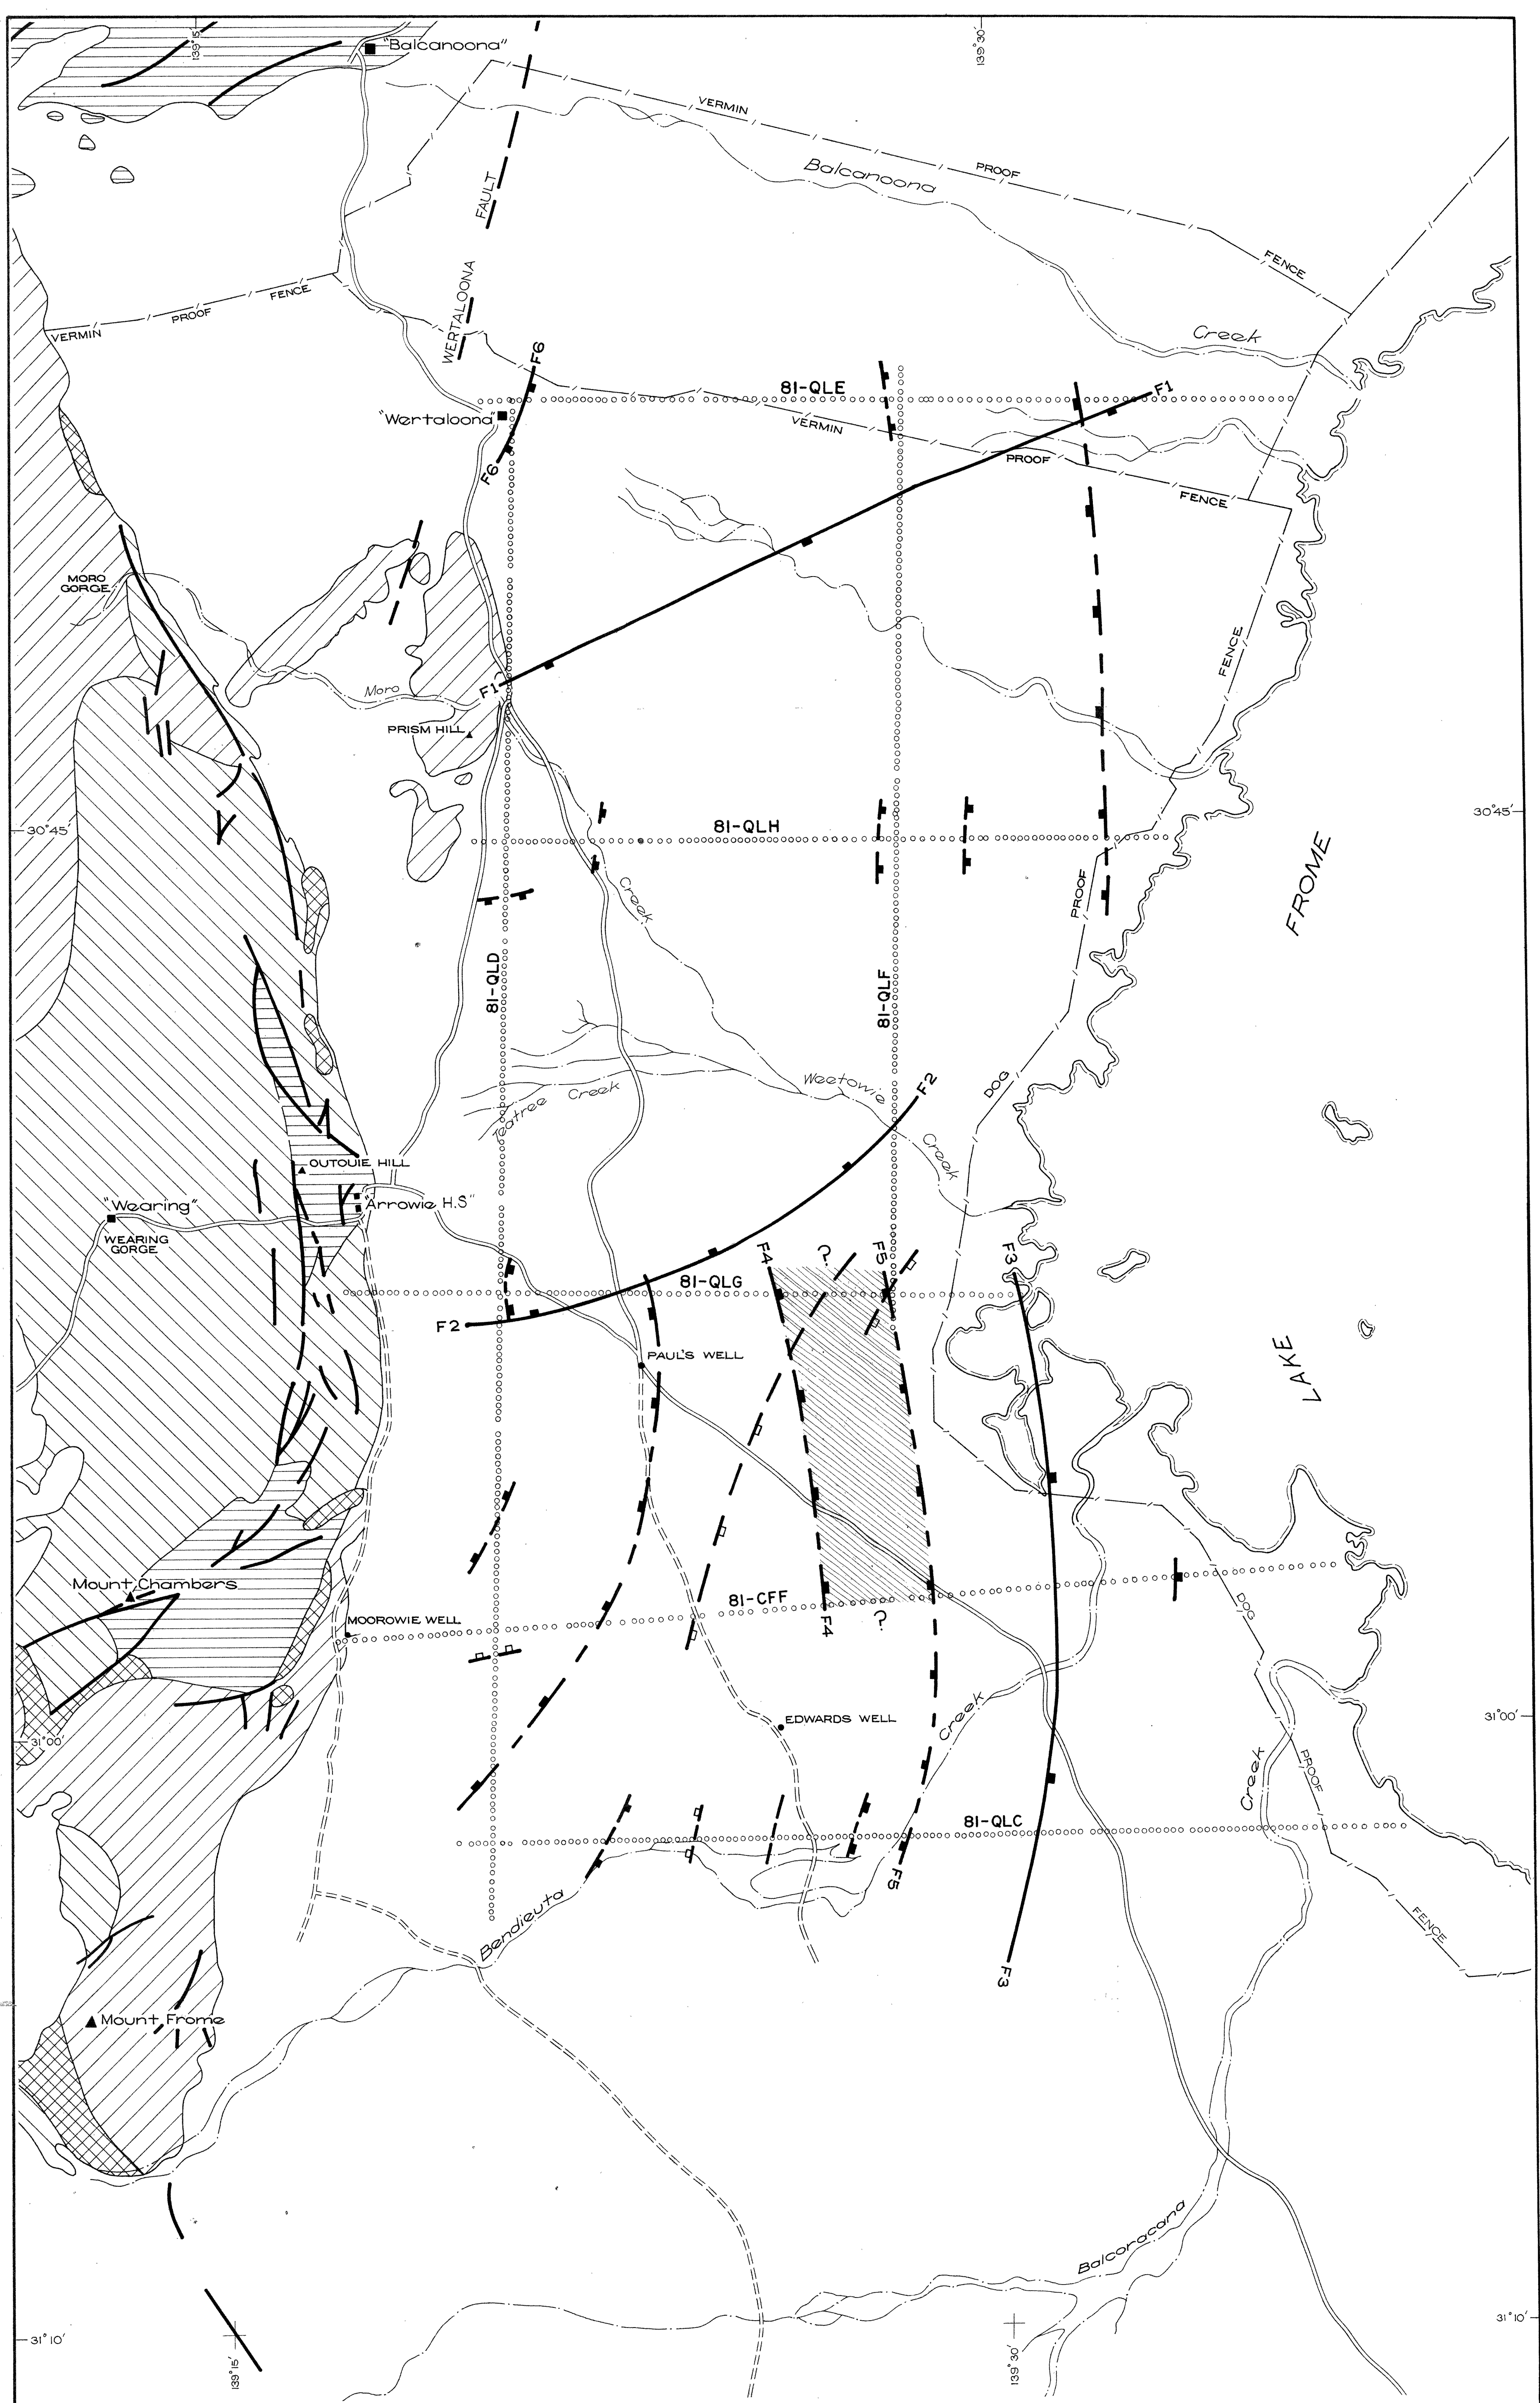 139°15'
"Balcanoona"
139°30'
VERMIN
PROOF
Balcanoona
FAULT
FENCE
WERTALOONA
FENCE
PROOF
VERMIN
Creek
F6
81-QLE
F1
"Wertaloona"
VERMIN
PROOF
F6
FENCE
MORO
GORGE
FENCE
Moro
F1
PRISM HILL
30°45'
81-QLH
30°45'
FROME
PROOF
Creek
81-QLD
81-QLF
Weetowie
F2
DOG
Teatree Creek
Creek
OUTOUIE HILL
"Wearing"
"Arrowie H.S"
WEARING
GORGE
F4
?
F5
F3
81-QLG
F2
PAUL'S WELL
LAKE
Mount Chambers
81-CFF
MOOROWIE WELL
F4
?
DOG
EDWARDS WELL
Creek
31°00'
31°00'
PROOF
Creek
81-QLC
F5
FENCE
Bendieuta
F3
Mount Frome
Balcoracana
31°10'
139°15'
139°30'
31°10'